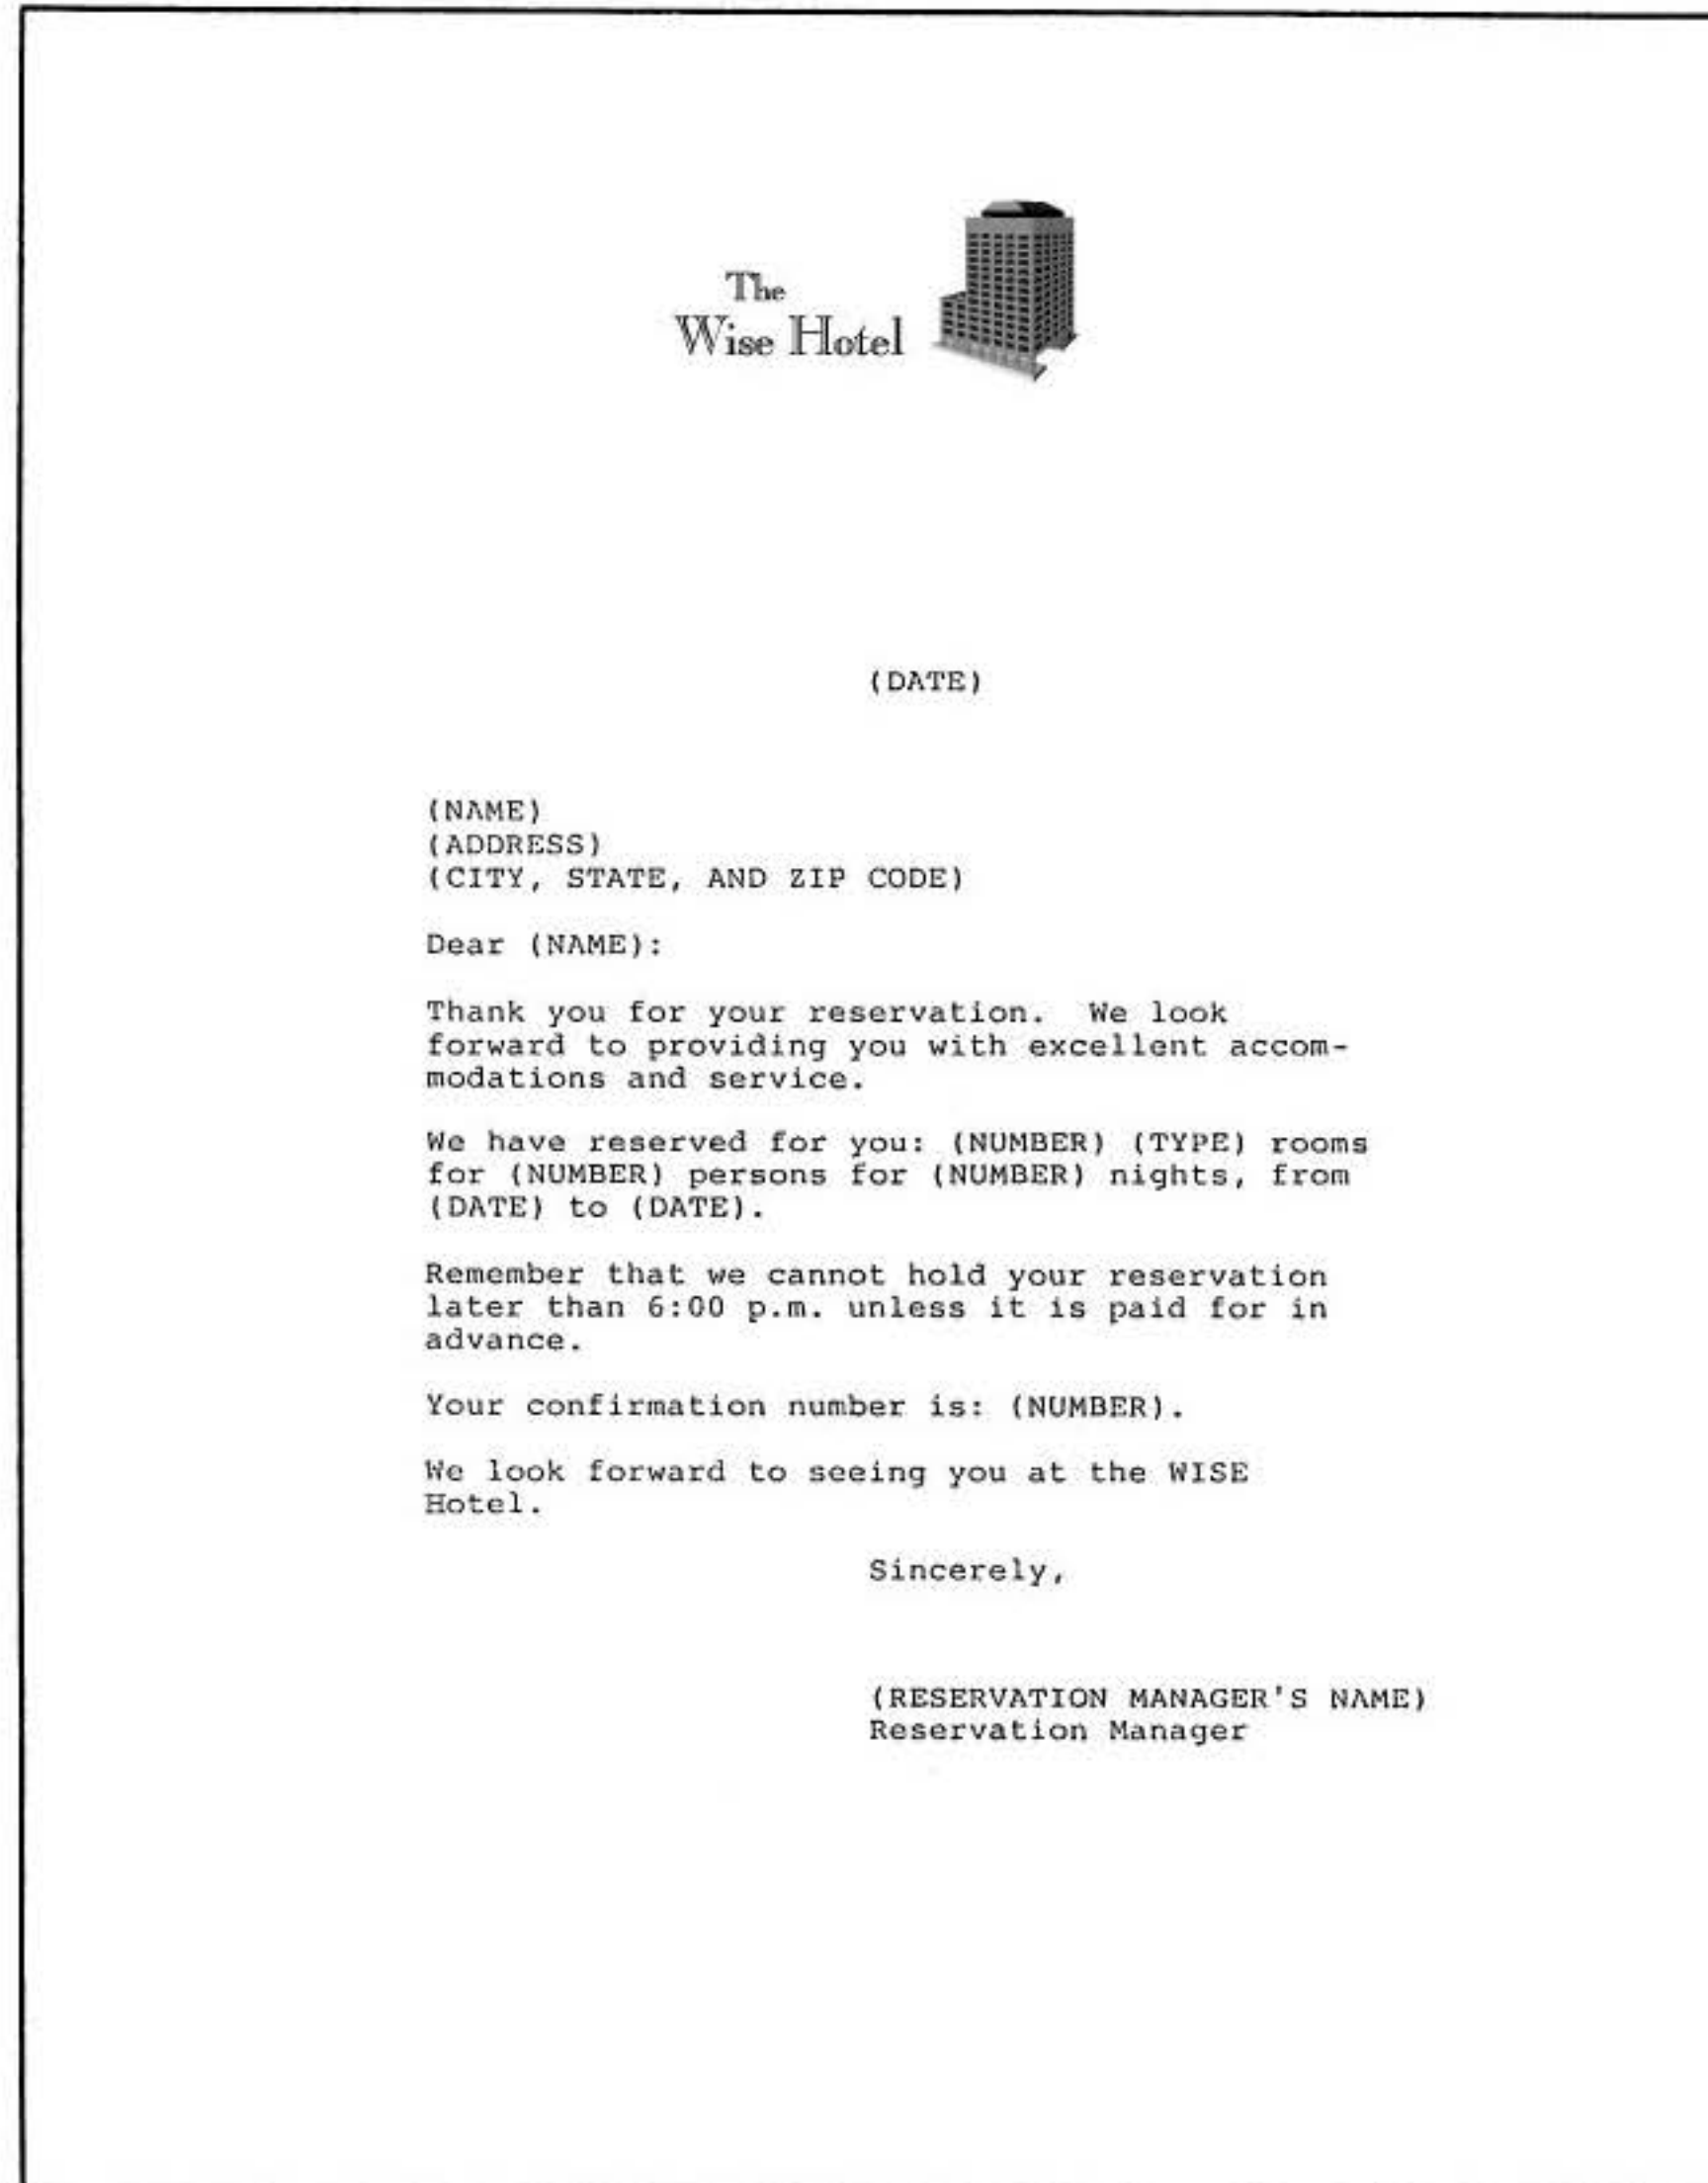 The
Wise Hotel
(DATE)
(NAME)
(ADDRESS)
(CITY, STATE, AND ZIP CODE)
Dear (NAME):
Thank you for your reservation.  We look
forward to providing you with excellent accom-
modations and service.
We have reserved for you: (NUMBER) (TYPE) rooms
for (NUMBER) persons for (NUMBER) nights, from
(DATE) to (DATE).
Remember that we cannot hold your reservation
later than 6:00 p.m. unless it is paid for in
advance.
Your confirmation number is: (NUMBER).
We look forward to seeing you at the WISE
Hotel.
Sincerely,
(RESERVATION MANAGER'S NAME)
Reservation Manager